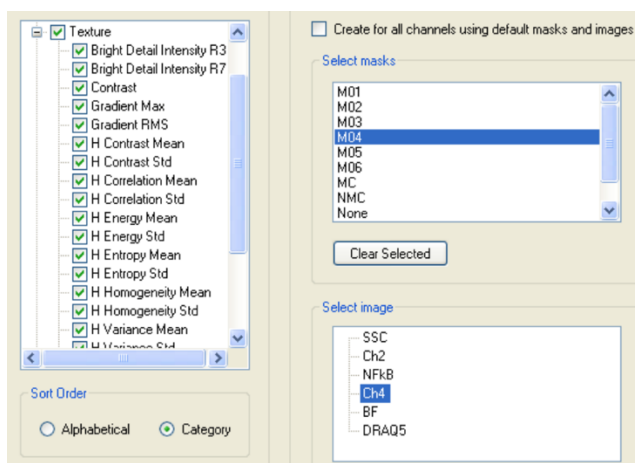 Texture
Bright Detail Intensity R3
Bright Detail Intensity R7
Contrast
Gradient Max
Gradient RMS
H Contrast Mean
H Contrast Std
H Correlation Mean
H Correlation Std
H Energy Mean
H Energy Std
H Entropy Mean
H Entropy Std
H Homogeneity Mean
H Homogeneity Std
H Variance Mean
H Variance Std
Sort Order
Alphabetical
Category
Create for all channels using default masks and images
Select masks
M01
M02
M03
M04
M05
M06
MC
NMC
None
Clear Selected
Select image
SSC
Ch2
NFkB
Ch4
BF
DRAQ5